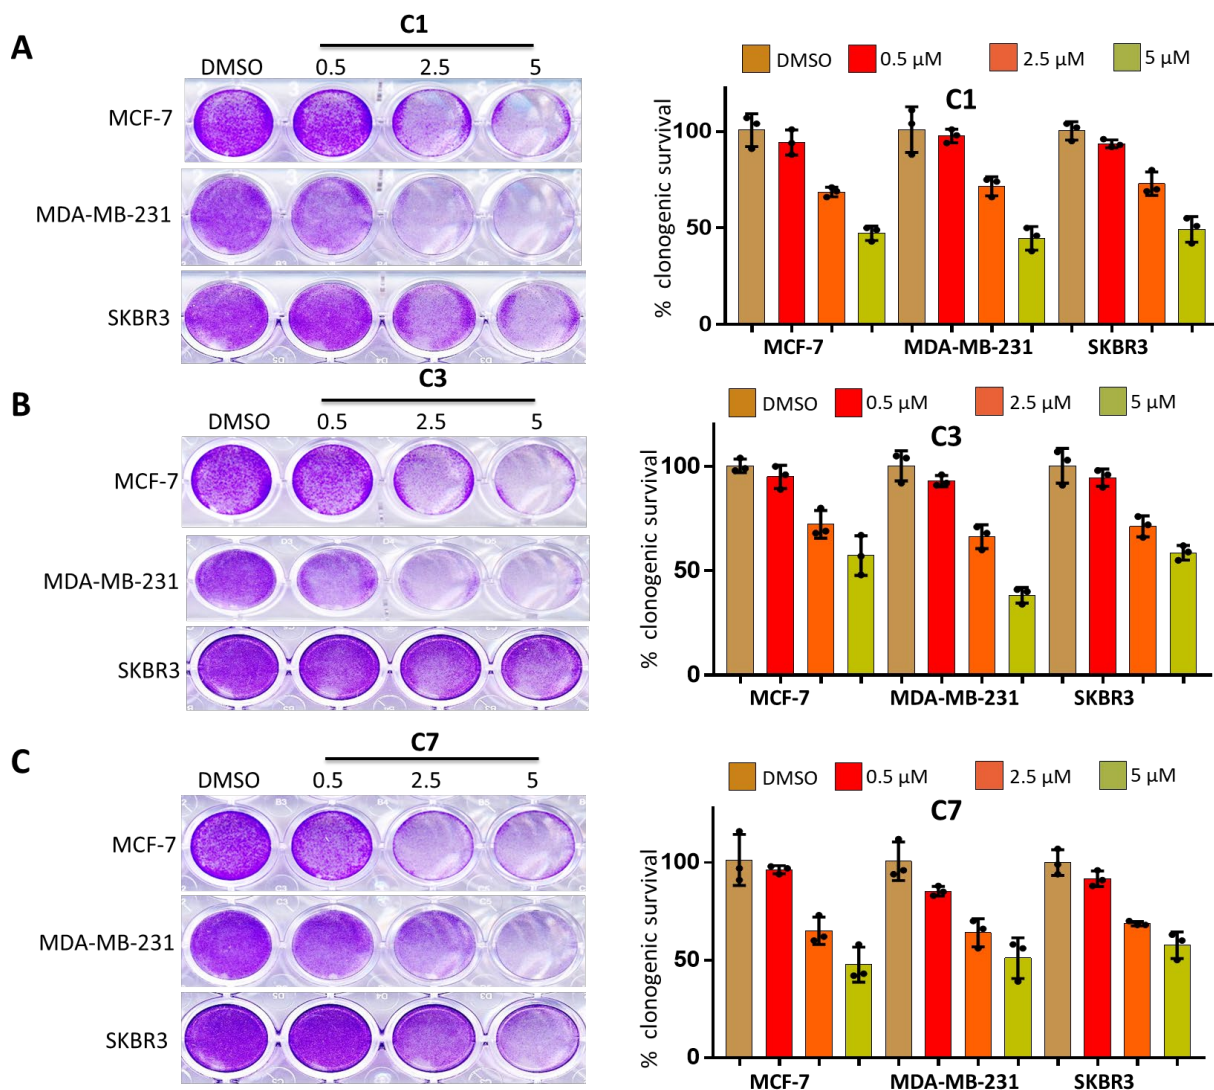 A
C1
DMSO 0.5 2.5 5
MCF-7
MDA-MB-231
SKBR3
DMSO 0.5 µM 2.5 µM 5 µM
C1
% clonogenic survival
100
50
0
MCF-7 MDA-MB-231 SKBR3
B
C3
DMSO 0.5 2.5 5
MCF-7
MDA-MB-231
SKBR3
DMSO 0.5 µM 2.5 µM 5 µM
C3
% clonogenic survival
100
50
0
MCF-7 MDA-MB-231 SKBR3
C
C7
DMSO 0.5 2.5 5
MCF-7
MDA-MB-231
SKBR3
DMSO 0.5 µM 2.5 µM 5 µM
C7
% clonogenic survival
100
50
0
MCF-7 MDA-MB-231 SKBR3